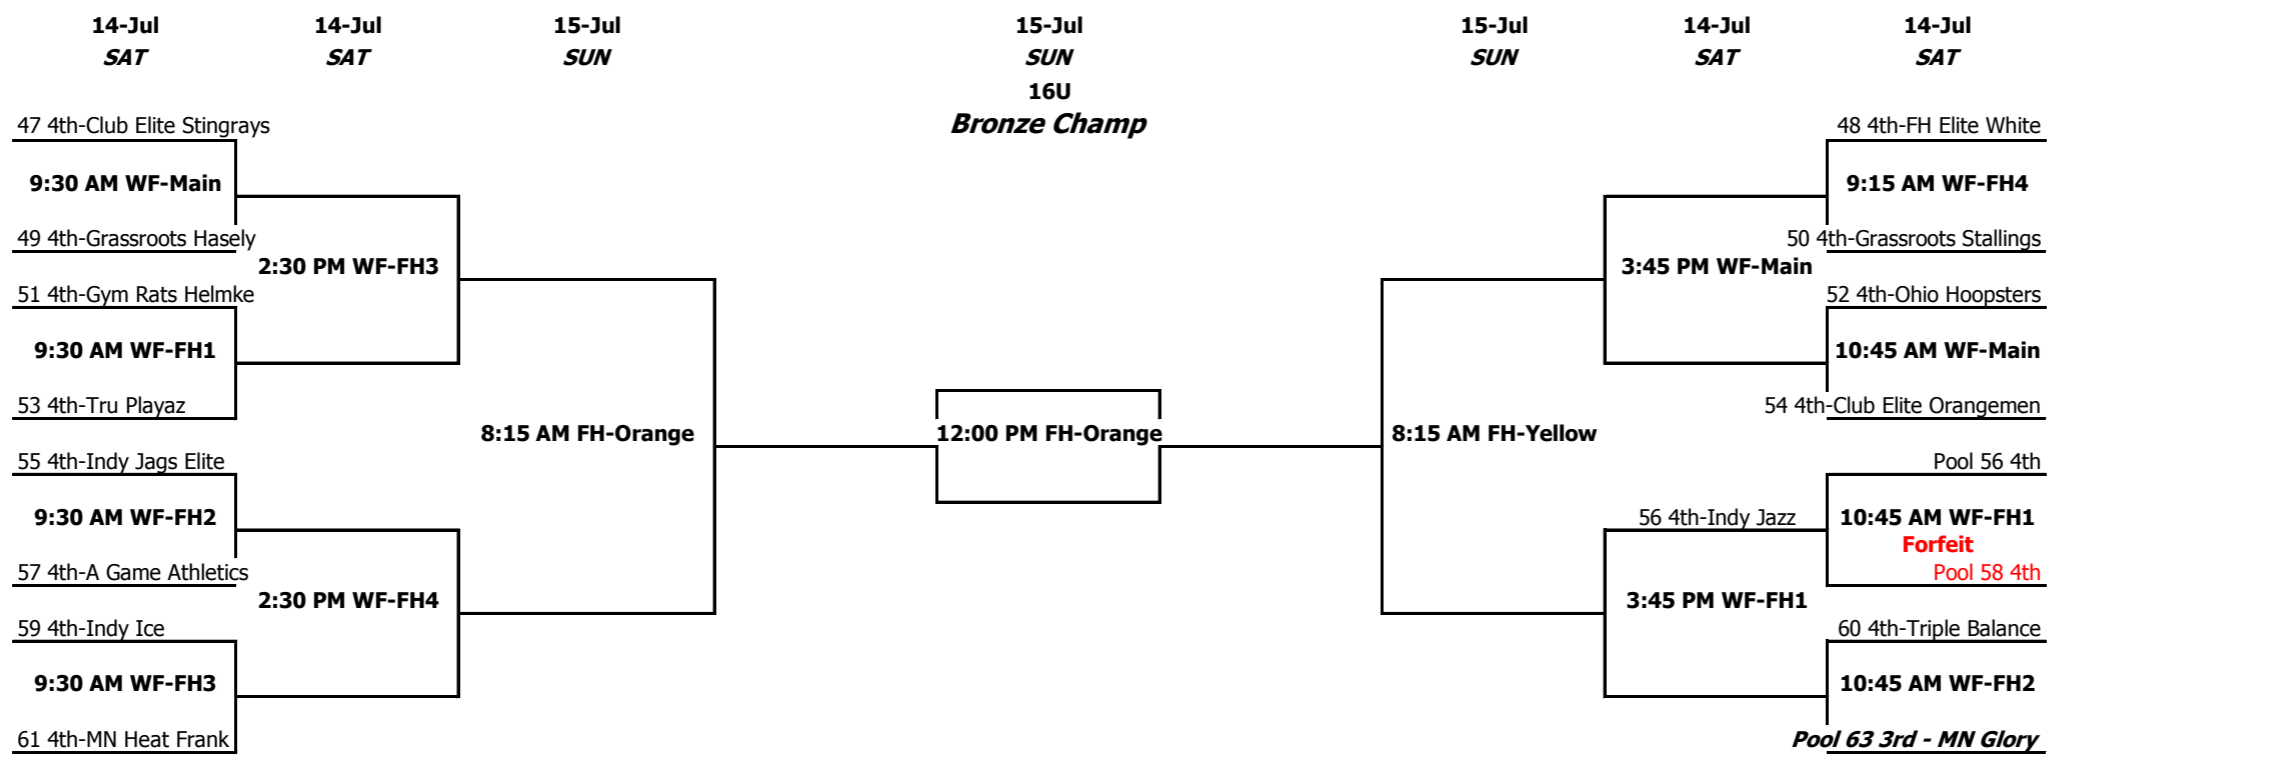 14-Jul 14-Jul 15-Jul 15-Jul 15-Jul 14-Jul 14-Jul
SAT SAT SUN SUN SUN SAT SAT
16U
Bronze Champ
47 4th-Club Elite Stingrays 48 4th-FH Elite White
9:30 AM WF-Main 9:15 AM WF-FH4
49 4th-Grassroots Hasely 50 4th-Grassroots Stallings
2:30 PM WF-FH3 3:45 PM WF-Main
51 4th-Gym Rats Helmke 52 4th-Ohio Hoopsters
9:30 AM WF-FH1 10:45 AM WF-Main
53 4th-Tru Playaz 54 4th-Club Elite Orangemen
8:15 AM FH-Orange 12:00 PM FH-Orange 8:15 AM FH-Yellow
55 4th-Indy Jags Elite Pool 56 4th
9:30 AM WF-FH2 56 4th-Indy Jazz 10:45 AM WF-FH1
Forfeit
57 4th-A Game Athletics Pool 58 4th
2:30 PM WF-FH4 3:45 PM WF-FH1
59 4th-Indy Ice 60 4th-Triple Balance
9:30 AM WF-FH3 10:45 AM WF-FH2
61 4th-MN Heat Frank Pool 63 3rd - MN Glory